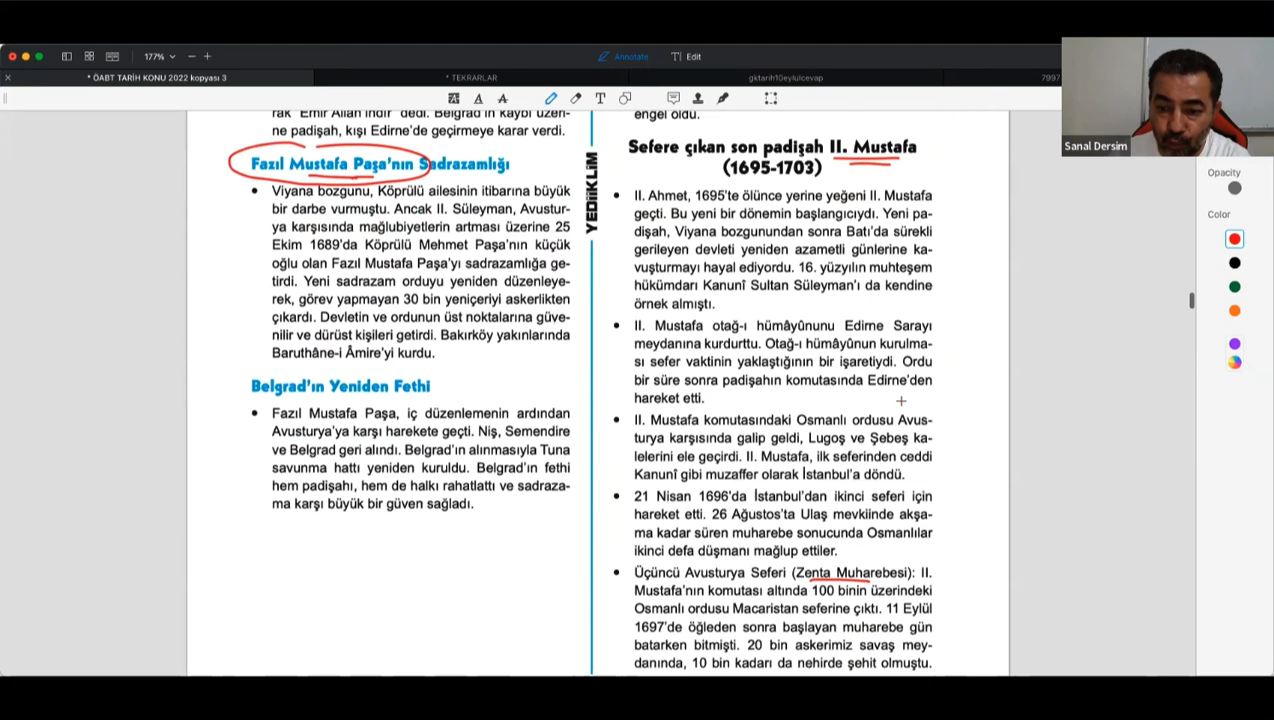 177%
Annotate
Edit
* ÖABT TARİH KONU 2022 kopyası 3
* TEKRARLAR
gktarih10eylulcevap
7997
Sanal Dersim
Opacity
Color
rak "Emir Allah'ındır" dedi. Belgrad'ın kaybı üzeri-
ne padişah, kışı Edirne'de geçirmeye karar verdi.
Fazıl Mustafa Paşa'nın Sadrazamlığı
• Viyana bozgunu, Köprülü ailesinin itibarına büyük
bir darbe vurmuştu. Ancak II. Süleyman, Avustur-
ya karşısında mağlubiyetlerin artması üzerine 25
Ekim 1689'da Köprülü Mehmet Paşa'nın küçük
oğlu olan Fazıl Mustafa Paşa'yı sadrazamlığa ge-
tirdi. Yeni sadrazam orduyu yeniden düzenleye-
rek, görev yapmayan 30 bin yeniçeriyi askerlikten
çıkardı. Devletin ve ordunun üst noktalarına güve-
nilir ve dürüst kişileri getirdi. Bakırköy yakınlarında
Baruthâne-i Âmire'yi kurdu.
Belgrad'ın Yeniden Fethi
• Fazıl Mustafa Paşa, iç düzenlemenin ardından
Avusturya'ya karşı harekete geçti. Niş, Semendire
ve Belgrad geri alındı. Belgrad'ın alınmasıyla Tuna
savunma hattı yeniden kuruldu. Belgrad'ın fethi
hem padişahı, hem de halkı rahatlattı ve sadraza-
ma karşı büyük bir güven sağladı.
YEDiiKLiM
engel oldu.
Sefere çıkan son padişah II. Mustafa
(1695-1703)
• II. Ahmet, 1695'te ölünce yerine yeğeni II. Mustafa
geçti. Bu yeni bir dönemin başlangıcıydı. Yeni pa-
dişah, Viyana bozgunundan sonra Batı'da sürekli
gerileyen devleti yeniden azametli günlerine ka-
vuşturmayı hayal ediyordu. 16. yüzyılın muhteşem
hükümdarı Kanunî Sultan Süleyman'ı da kendine
örnek almıştı.
• II. Mustafa otağ-ı hümâyûnunu Edirne Sarayı
meydanına kurdurttu. Otağ-ı hümâyûnun kurulma-
sı sefer vaktinin yaklaştığının bir işaretiydi. Ordu
bir süre sonra padişahın komutasında Edirne'den
hareket etti.
• II. Mustafa komutasındaki Osmanlı ordusu Avus-
turya karşısında galip geldi, Lugoş ve Şebeş ka-
lelerini ele geçirdi. II. Mustafa, ilk seferinden ceddi
Kanunî gibi muzaffer olarak İstanbul'a döndü.
• 21 Nisan 1696'da İstanbul'dan ikinci seferi için
hareket etti. 26 Ağustos'ta Ulaş mevkiinde akşa-
ma kadar süren muharebe sonucunda Osmanlılar
ikinci defa düşmanı mağlup ettiler.
• Üçüncü Avusturya Seferi (Zenta Muharebesi): II.
Mustafa'nın komutası altında 100 binin üzerindeki
Osmanlı ordusu Macaristan seferine çıktı. 11 Eylül
1697'de öğleden sonra başlayan muharebe gün
batarken bitmişti. 20 bin askerimiz savaş mey-
danında, 10 bin kadarı da nehirde şehit olmuştu.